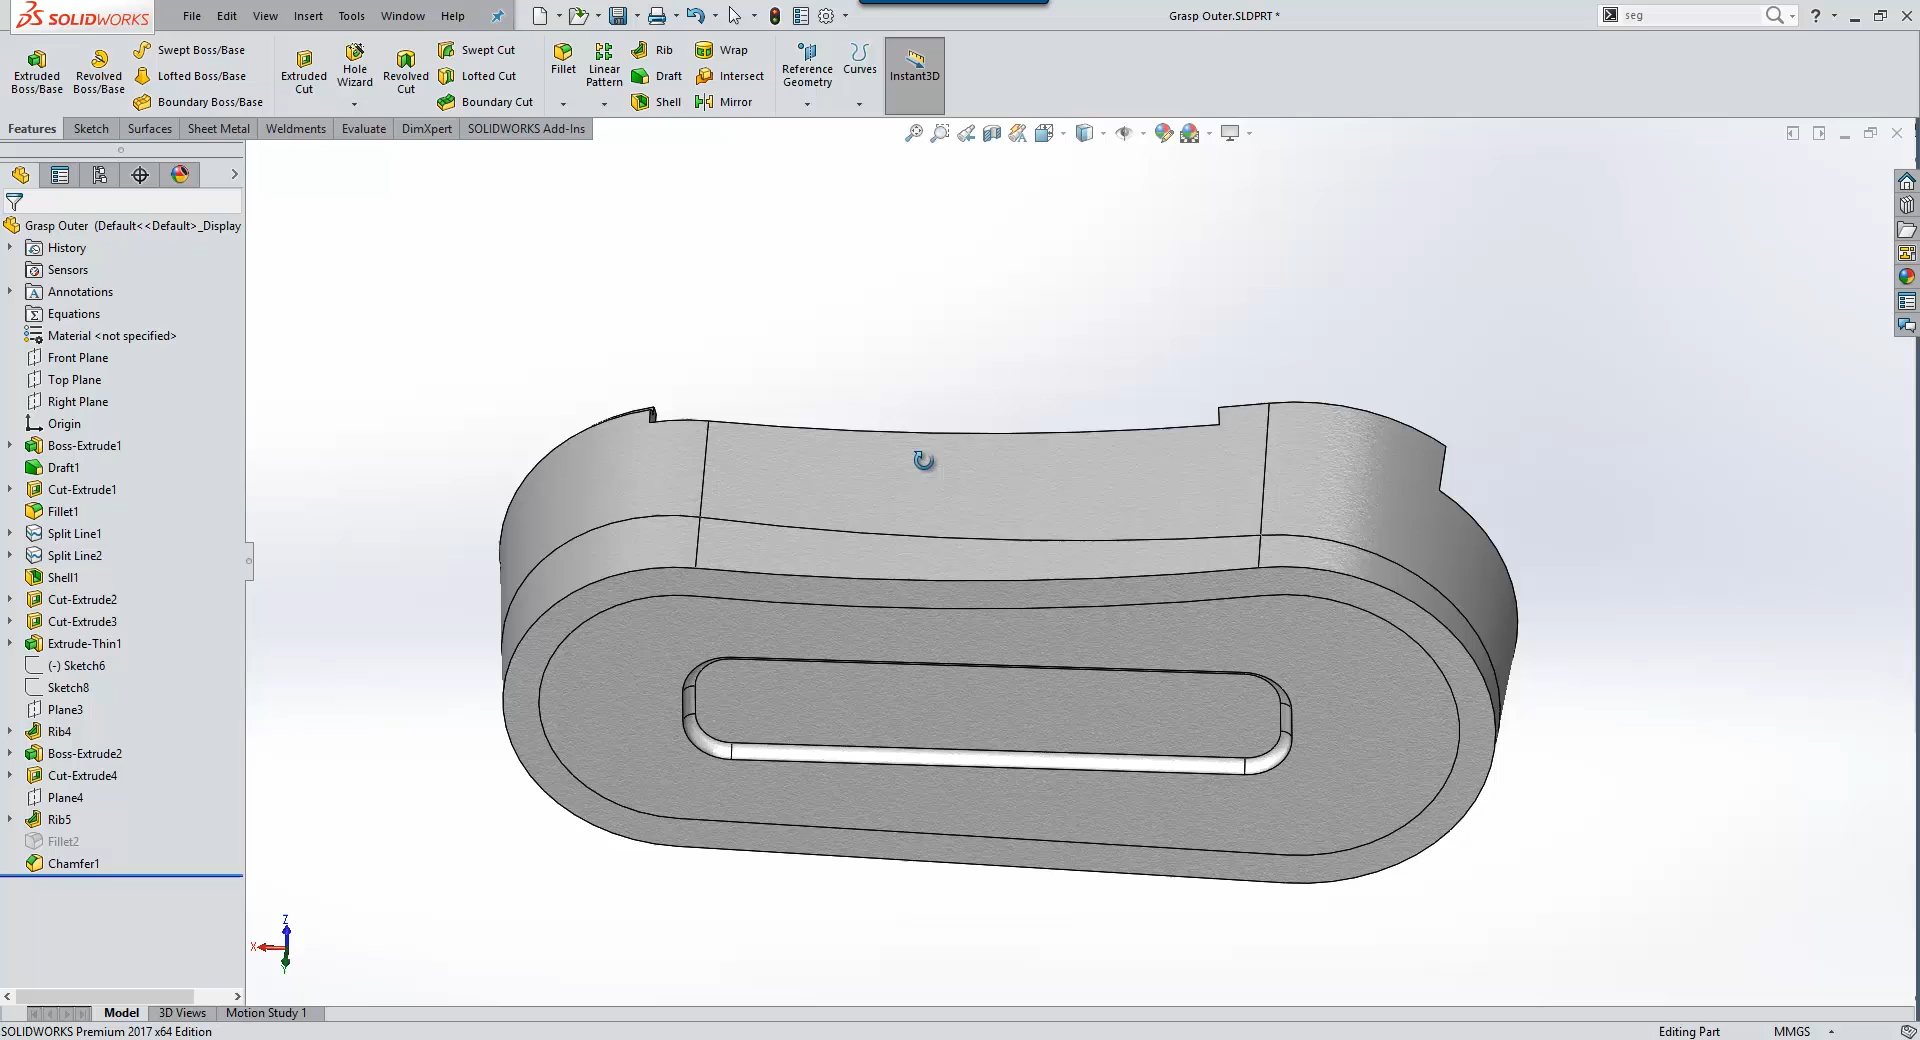 SOLIDWORKS File Edit View Insert Tools Window Help Grasp Outer.SLDPRT * seg ?
Extruded Boss/Base Revolved Boss/Base Swept Boss/Base Lofted Boss/Base Boundary Boss/Base Extruded Cut Hole Wizard Revolved Cut Swept Cut Lofted Cut Boundary Cut Fillet Linear Pattern Rib Draft Shell Wrap Intersect Mirror Reference Geometry Curves Instant3D
Features Sketch Surfaces Sheet Metal Weldments Evaluate DimXpert SOLIDWORKS Add-Ins
Grasp Outer (Default<<Default>_Display
History
Sensors
Annotations
Equations
Material <not specified>
Front Plane
Top Plane
Right Plane
Origin
Boss-Extrude1
Draft1
Cut-Extrude1
Fillet1
Split Line1
Split Line2
Shell1
Cut-Extrude2
Cut-Extrude3
Extrude-Thin1
(-) Sketch6
Sketch8
Plane3
Rib4
Boss-Extrude2
Cut-Extrude4
Plane4
Rib5
Fillet2
Chamfer1
Z
X
Y
Model 3D Views Motion Study 1
SOLIDWORKS Premium 2017 x64 Edition Editing Part MMGS